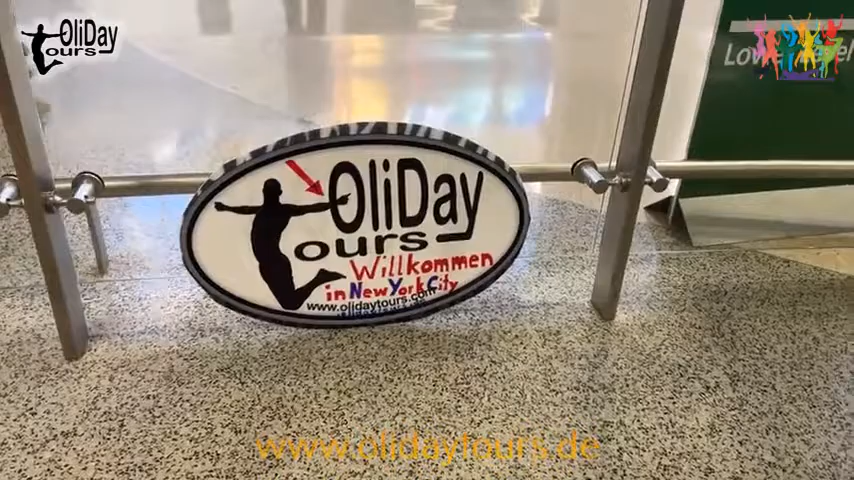 OliDay
Tours
OliDay
Tours
Willkommen
in New York City
www.olidaytours.com
www.olidaytours.de